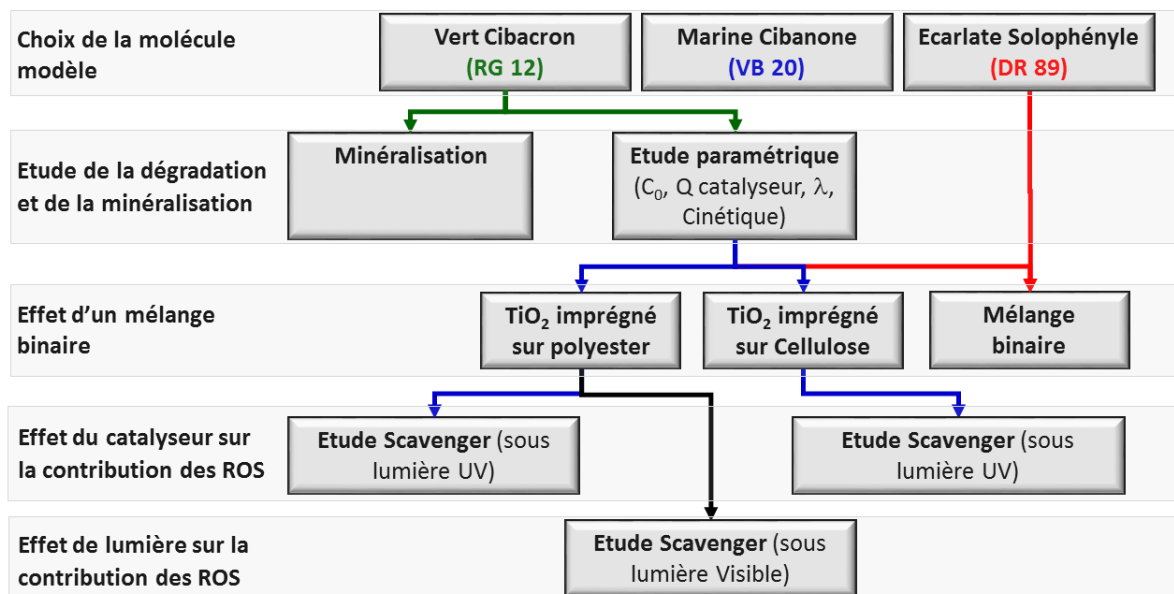 Choix de la molécule
modèle
Vert Cibacron
(RG 12)
Marine Cibanone
(VB 20)
Ecarlate Solophényle
(DR 89)
Etude de la dégradation
et de la minéralisation
Minéralisation
Etude paramétrique
(C₀, Q catalyseur, λ,
Cinétique)
Effet d’un mélange
binaire
TiO₂ imprégné
sur polyester
TiO₂ imprégné
sur Cellulose
Mélange
binaire
Effet du catalyseur sur
la contribution des ROS
Etude Scavenger (sous
lumière UV)
Etude Scavenger (sous
lumière UV)
Effet de lumière sur la
contribution des ROS
Etude Scavenger (sous
lumière Visible)